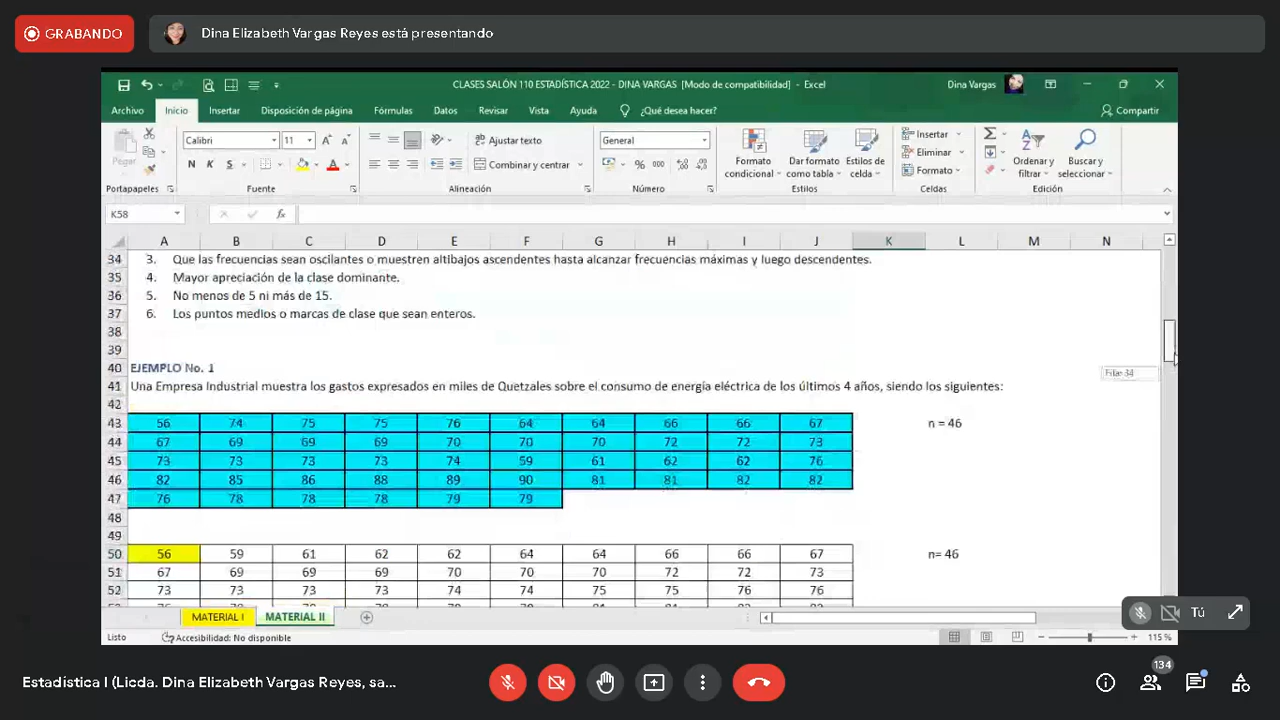 GRABANDO
Dina Elizabeth Vargas Reyes está presentando
CLASES SALÓN 110 ESTADÍSTICA 2022 - DINA VARGAS [Modo de compatibilidad] - Excel
Dina Vargas
Archivo Inicio Insertar Disposición de página Fórmulas Datos Revisar Vista Ayuda ¿Qué desea hacer? Compartir
Pegar
Calibri 11
N K S
Ajustar texto
Combinar y centrar
General
% 000
Formato condicional
Dar formato como tabla
Estilos de celda
Insertar
Eliminar
Formato
Ordenar y filtrar
Buscar y seleccionar
Portapapeles Fuente Alineación Número Estilos Celdas Edición
K58 fx
A B C D E F G H I J K L M N
34 3. Que las frecuencias sean oscilantes o muestren altibajos ascendentes hasta alcanzar frecuencias máximas y luego descendentes.
35 4. Mayor apreciación de la clase dominante.
36 5. No menos de 5 ni más de 15.
37 6. Los puntos medios o marcas de clase que sean enteros.
38
39
40 EJEMPLO No. 1
Fila: 34
41 Una Empresa Industrial muestra los gastos expresados en miles de Quetzales sobre el consumo de energía eléctrica de los últimos 4 años, siendo los siguientes:
42
43 56 74 75 75 76 64 64 66 66 67 n = 46
44 67 69 69 69 70 70 70 72 72 73
45 73 73 73 73 74 59 61 62 62 76
46 82 85 86 88 89 90 81 81 82 82
47 76 78 78 78 79 79
48
49
50 56 59 61 62 62 64 64 66 66 67 n= 46
51 67 69 69 69 70 70 70 72 72 73
52 73 73 73 74 74 75 75 76 76 76
MATERIAL I MATERIAL II
Tú
Listo Accesibilidad: No disponible 115 %
134
Estadística I (Licda. Dina Elizabeth Vargas Reyes, sa...